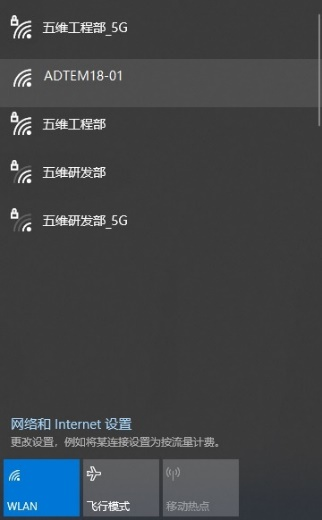 五维工程部_5G
ADTEM18-01
五维工程部
五维研发部
五维研发部_5G
网络和 Internet 设置
更改设置，例如将某连接设置为按流量计费。
WLAN
飞行模式
移动热点